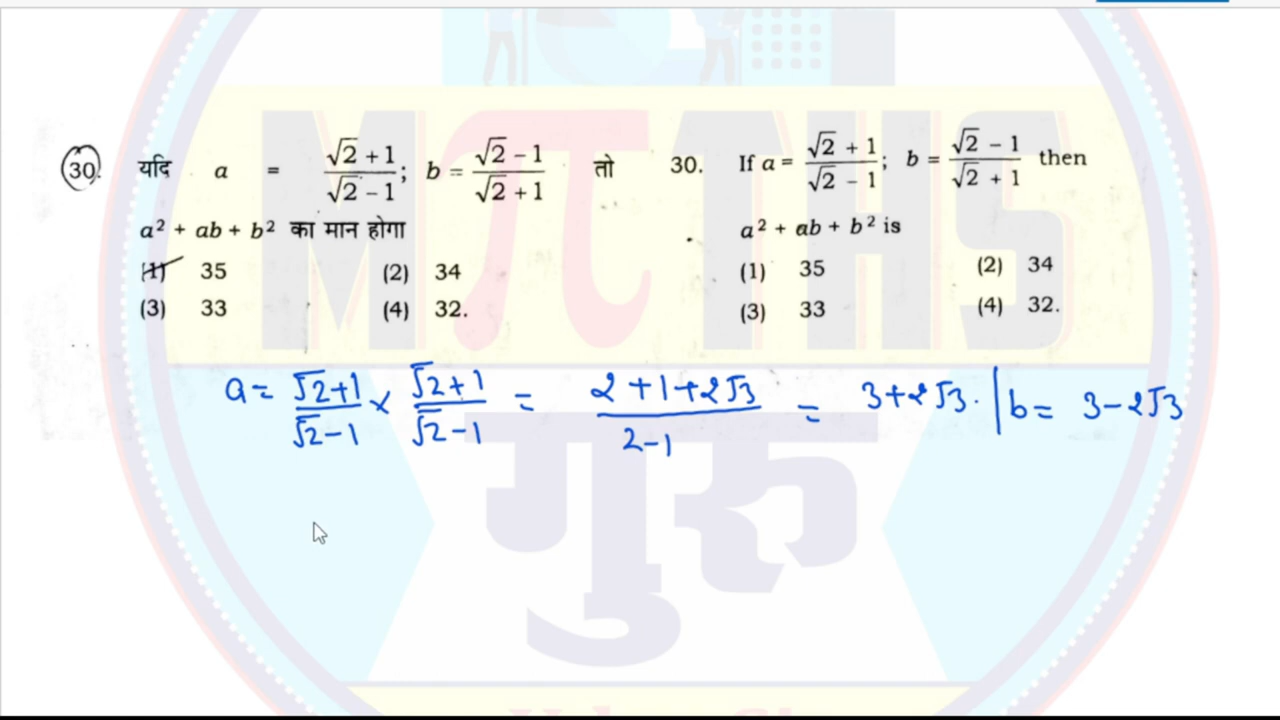 30. यदि a = √2 + 1 / √2 - 1 ; b = √2 - 1 / √2 + 1 तो
a² + ab + b² का मान होगा
(1) 35 (2) 34
(3) 33 (4) 32.
30. If a = √2 + 1 / √2 - 1 ; b = √2 - 1 / √2 + 1 then
a² + ab + b² is
(1) 35 (2) 34
(3) 33 (4) 32.
a = √2+1 / √2-1 × √2+1 / √2-1 = 2+1+2√3 / 2-1 = 3+2√3. | b = 3-2√3
MπTHS
गुरु